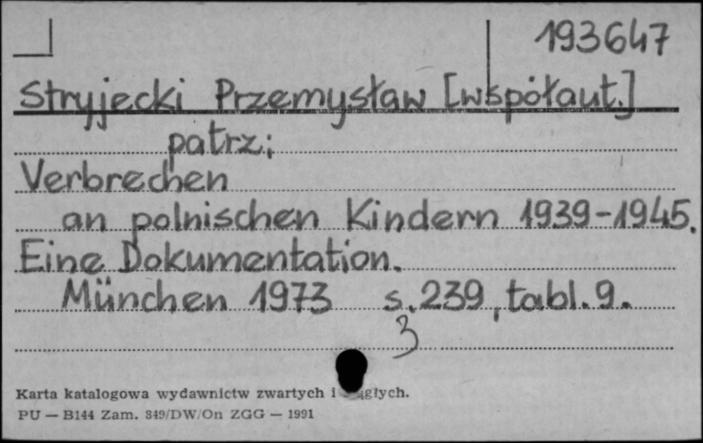 193647
Stryjecki Przemysław [współaut.]
patrz:
Verbrechen
an polnischen Kindern 1939-1945.
Eine Dokumentation.
München 1973 s. 239, tabl. 9.
3
Karta katalogowa wydawnictw zwartych i
PU — B144 Zam. 849/DW/On ZGG — 1991